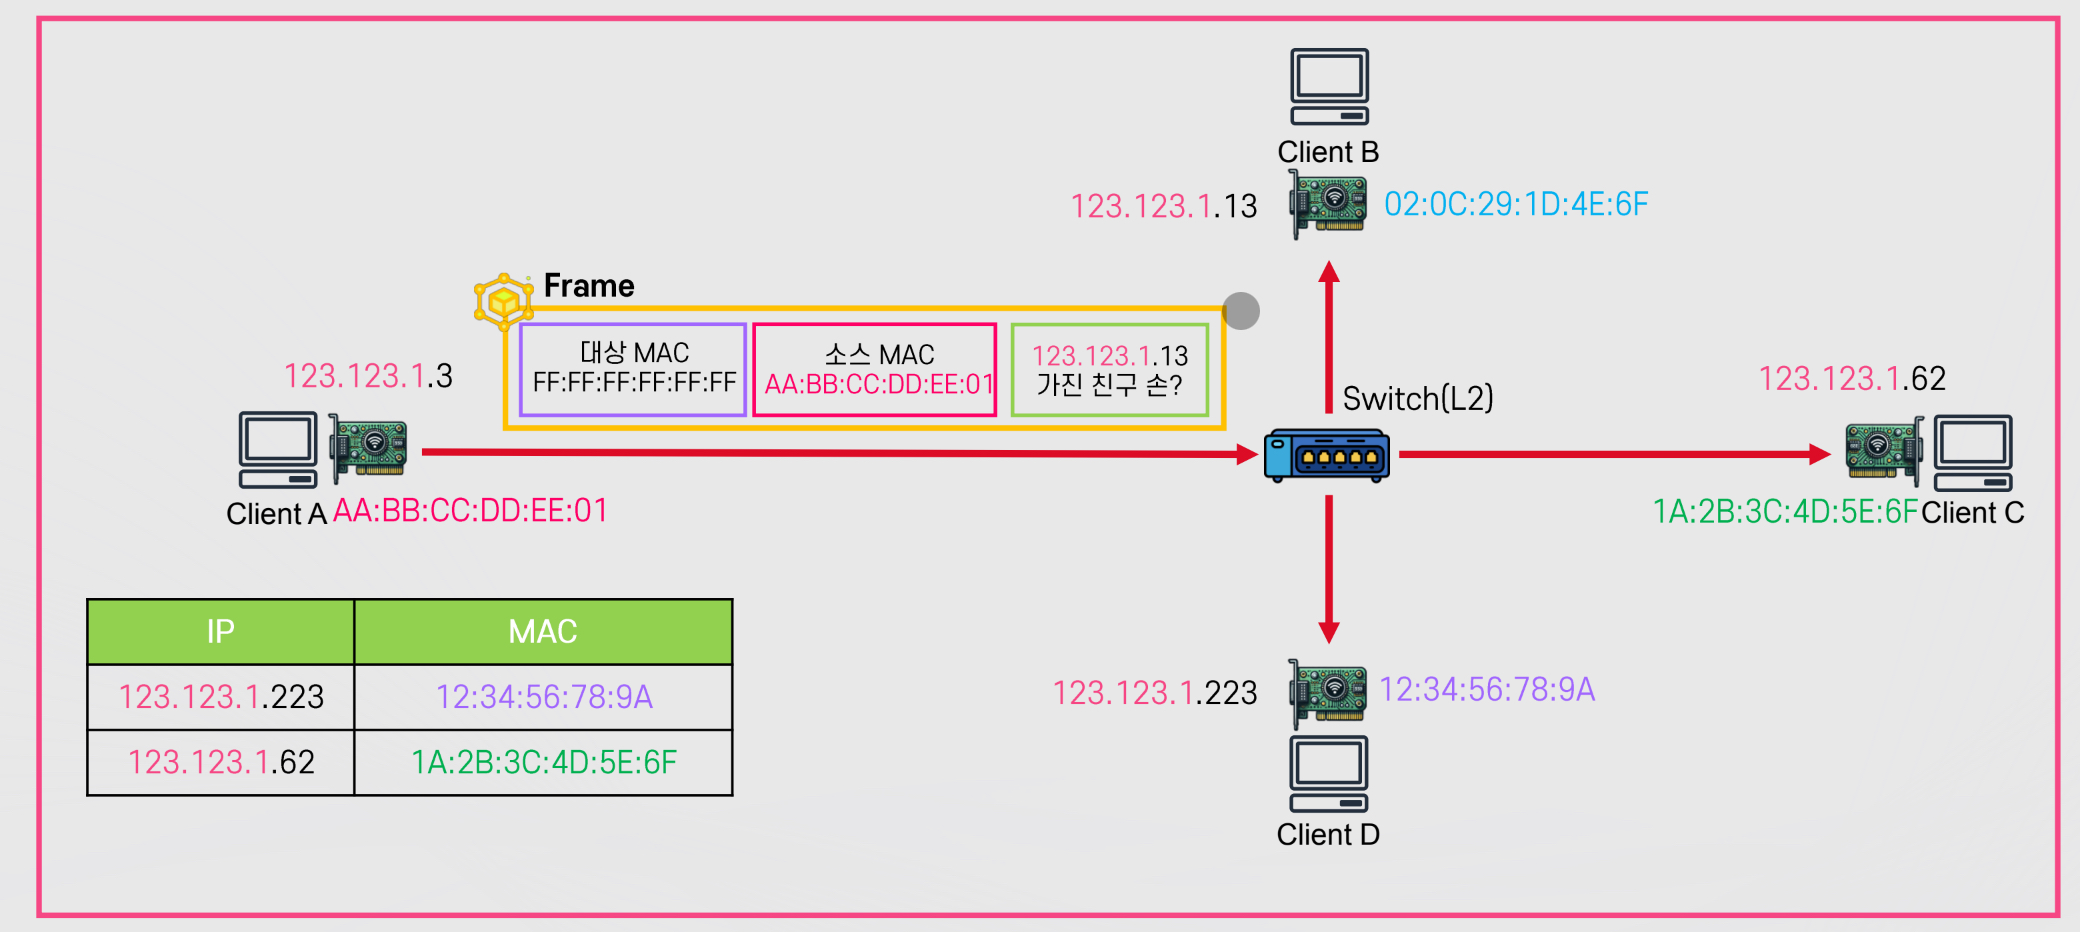 Client B
123.123.1.13
02:0C:29:1D:4E:6F
Frame
대상 MAC
FF:FF:FF:FF:FF:FF
소스 MAC
AA:BB:CC:DD:EE:01
123.123.1.13
가진 친구 손?
123.123.1.3
Client A
AA:BB:CC:DD:EE:01
Switch(L2)
123.123.1.62
1A:2B:3C:4D:5E:6F
Client C
IP MAC
123.123.1.223 12:34:56:78:9A
123.123.1.62 1A:2B:3C:4D:5E:6F
123.123.1.223
12:34:56:78:9A
Client D